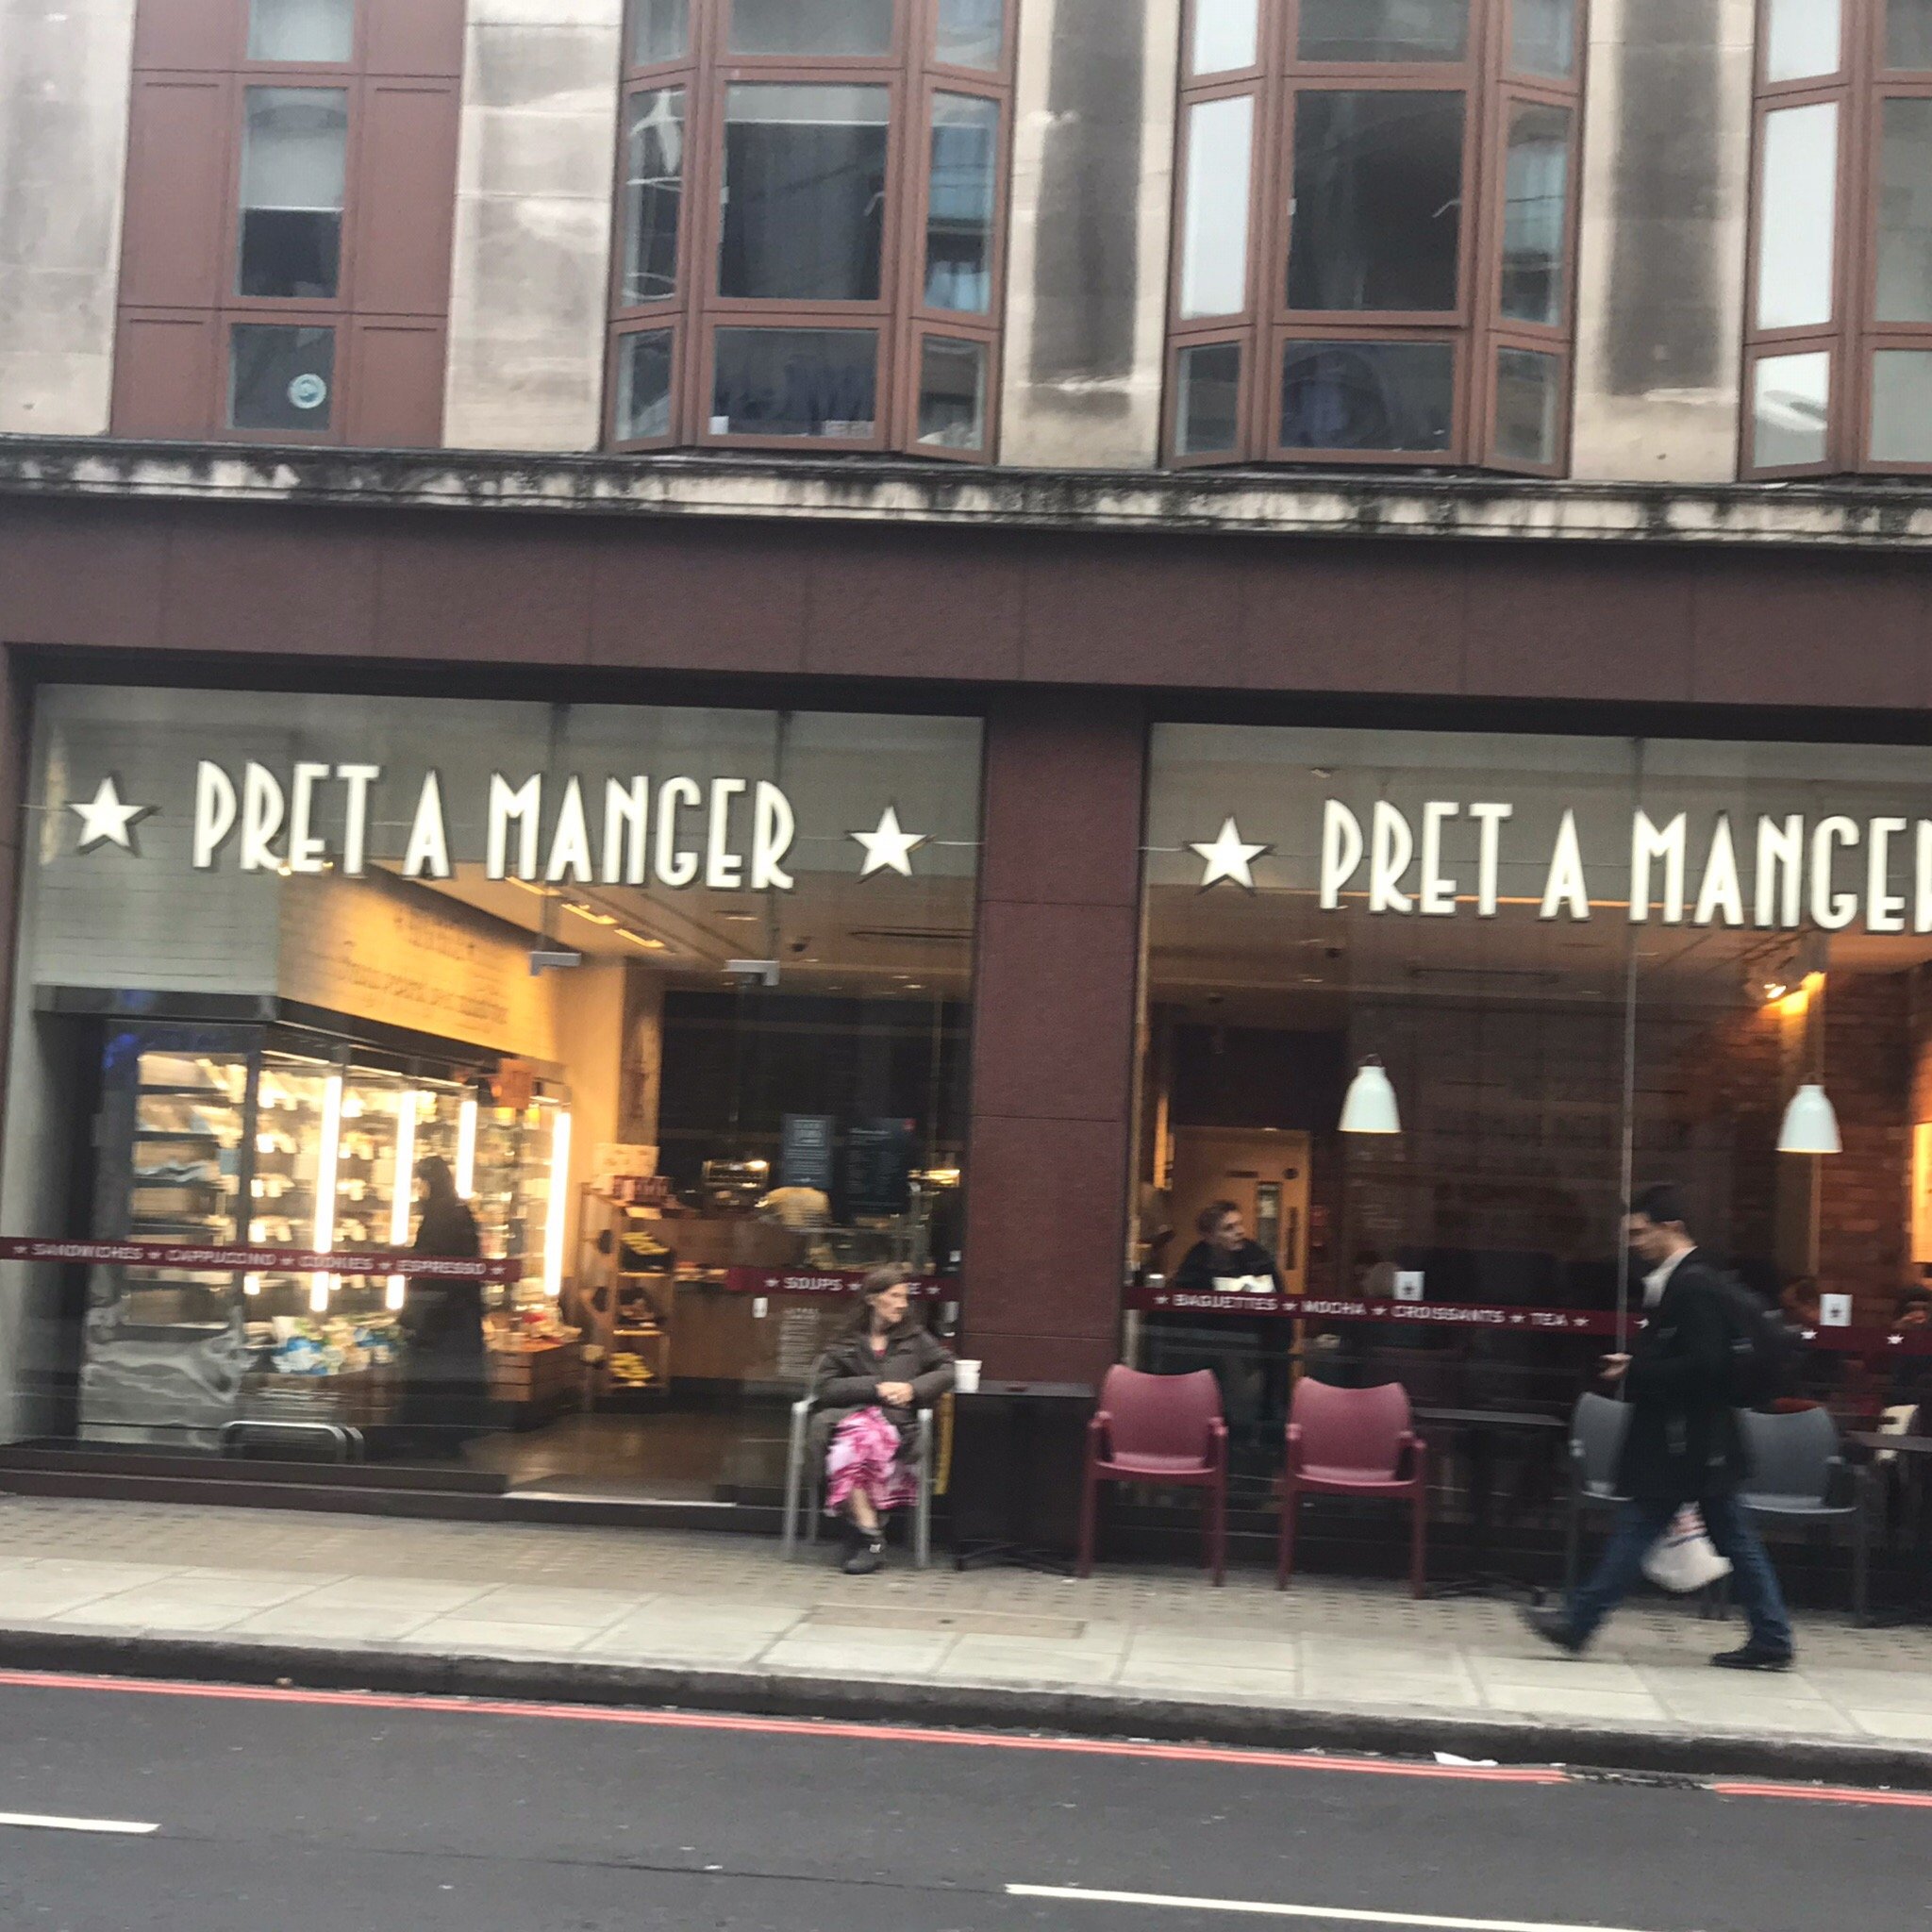 ★ PRET A MANGER ★
★ PRET A MANGER
★ SANDWICHES ★ CAPPUCCINO ★ COOKIES ★ ESPRESSO ★
★ SOUPS ★
★ BAGUETTES ★ MOCHA ★ CROISSANTS ★ TEA ★